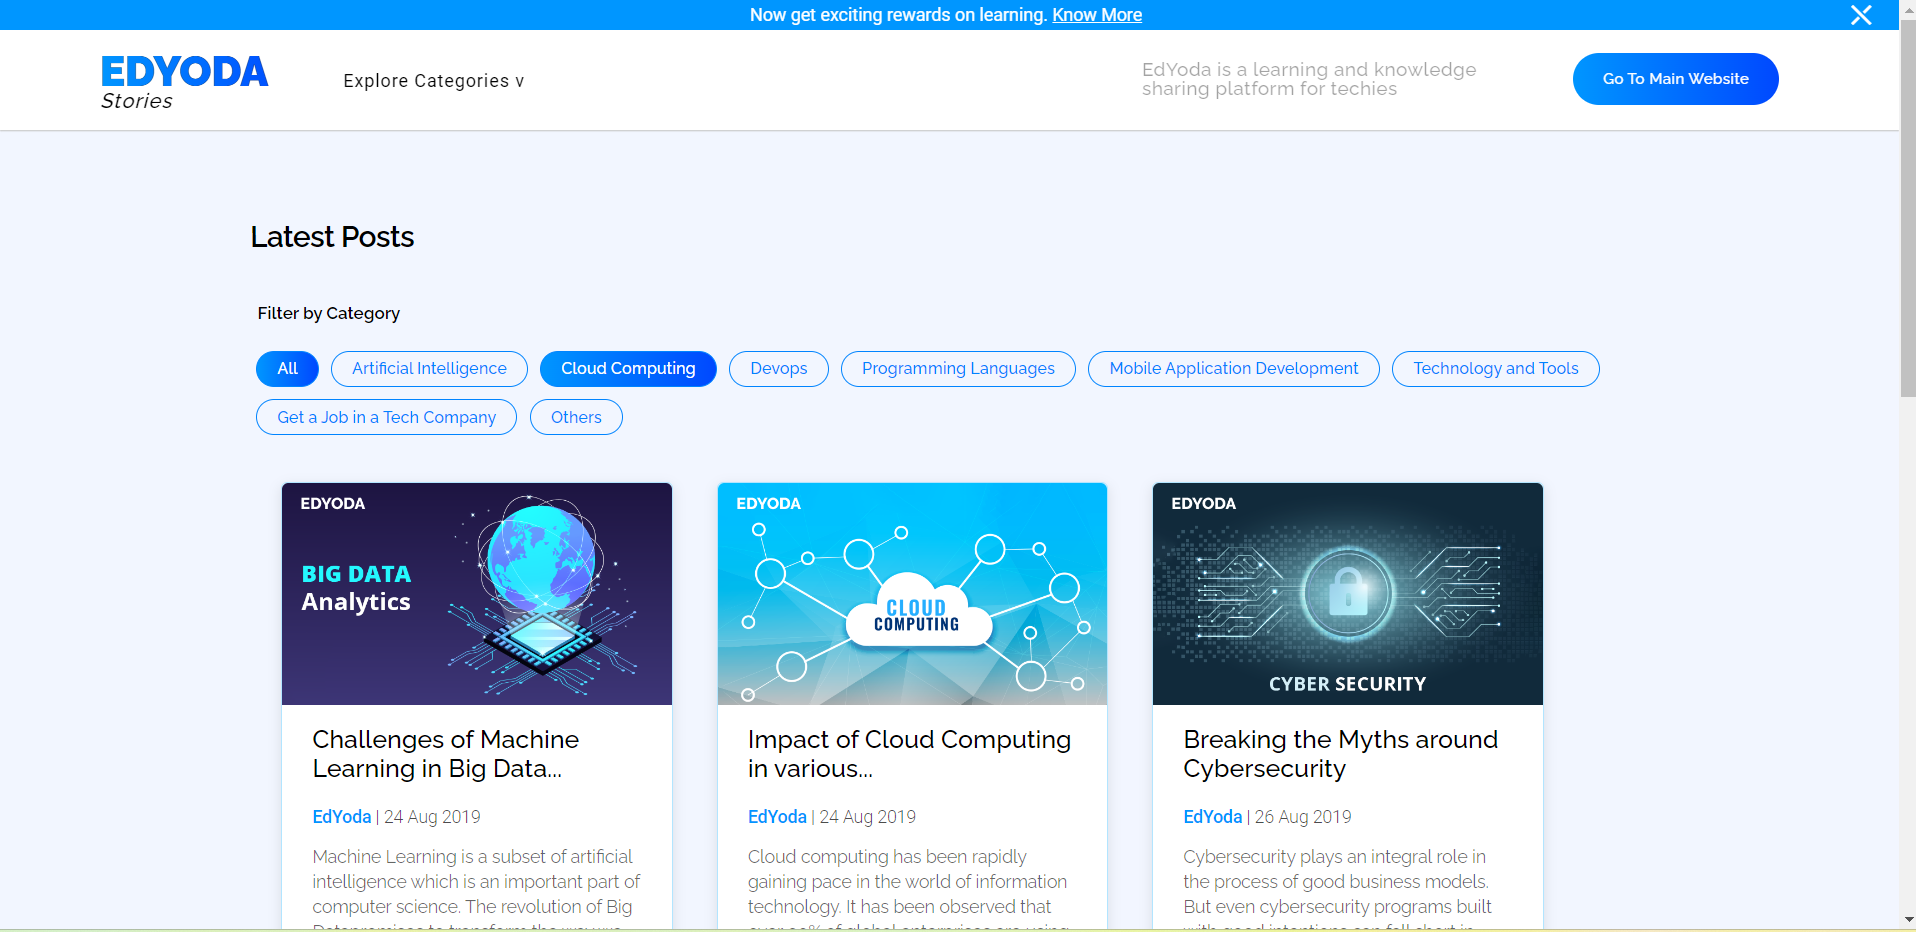 Now get exciting rewards on learning. Know More
EDYODA
Stories
Explore Categories v
EdYoda is a learning and knowledge
sharing platform for techies
Go To Main Website
Latest Posts
Filter by Category
All Artificial Intelligence Cloud Computing Devops Programming Languages Mobile Application Development Technology and Tools
Get a Job in a Tech Company Others
EDYODA
BIG DATA
Analytics
Challenges of Machine
Learning in Big Data...
EdYoda | 24 Aug 2019
Machine Learning is a subset of artificial
intelligence which is an important part of
computer science. The revolution of Big
EDYODA
CLOUD
COMPUTING
Impact of Cloud Computing
in various...
EdYoda | 24 Aug 2019
Cloud computing has been rapidly
gaining pace in the world of information
technology. It has been observed that
EDYODA
CYBER SECURITY
Breaking the Myths around
Cybersecurity
EdYoda | 26 Aug 2019
Cybersecurity plays an integral role in
the process of good business models.
But even cybersecurity programs built